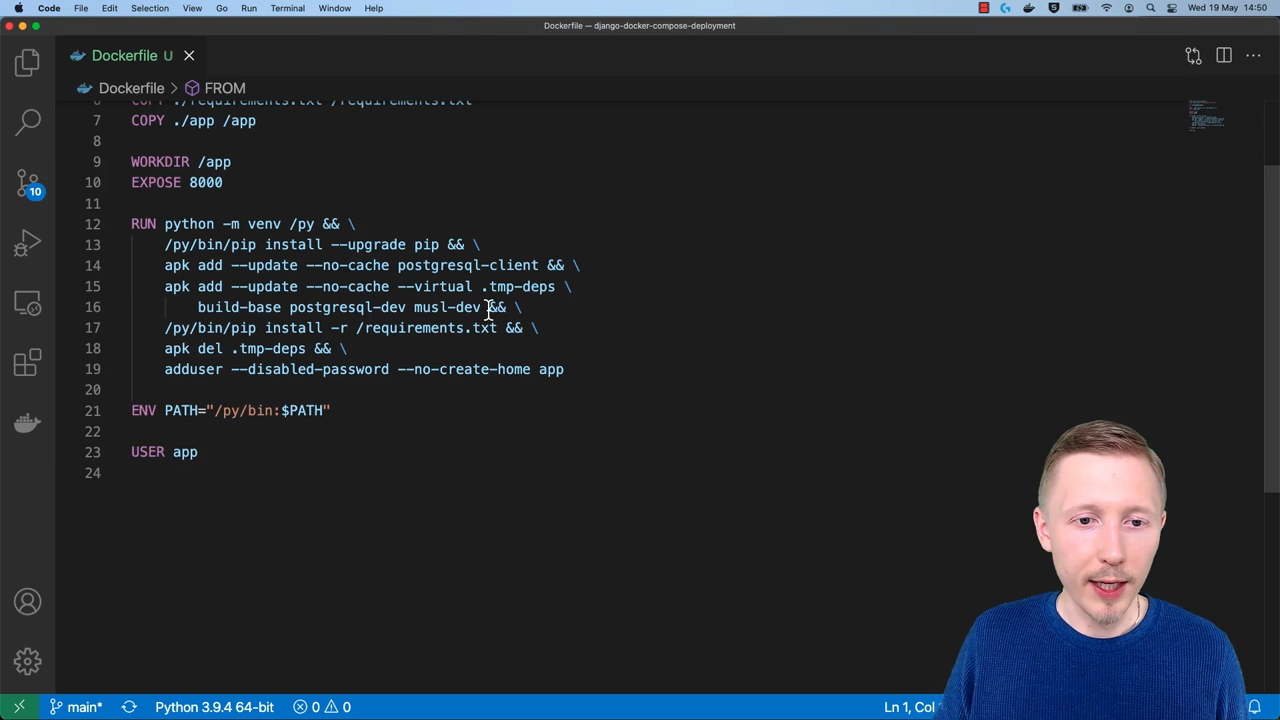 Code File Edit Selection View Go Run Terminal Window Help Wed 19 May 14:50
Dockerfile — django-docker-compose-deployment
Dockerfile U
Dockerfile > FROM
6 COPY ./requirements.txt /requirements.txt
7 COPY ./app /app
8
9 WORKDIR /app
10 EXPOSE 8000
11
12 RUN python -m venv /py && \
13 /py/bin/pip install --upgrade pip && \
14 apk add --update --no-cache postgresql-client && \
15 apk add --update --no-cache --virtual .tmp-deps \
16 build-base postgresql-dev musl-dev && \
17 /py/bin/pip install -r /requirements.txt && \
18 apk del .tmp-deps && \
19 adduser --disabled-password --no-create-home app
20
21 ENV PATH="/py/bin:$PATH"
22
23 USER app
24
10
main* Python 3.9.4 64-bit 0 0 Ln 1, Col